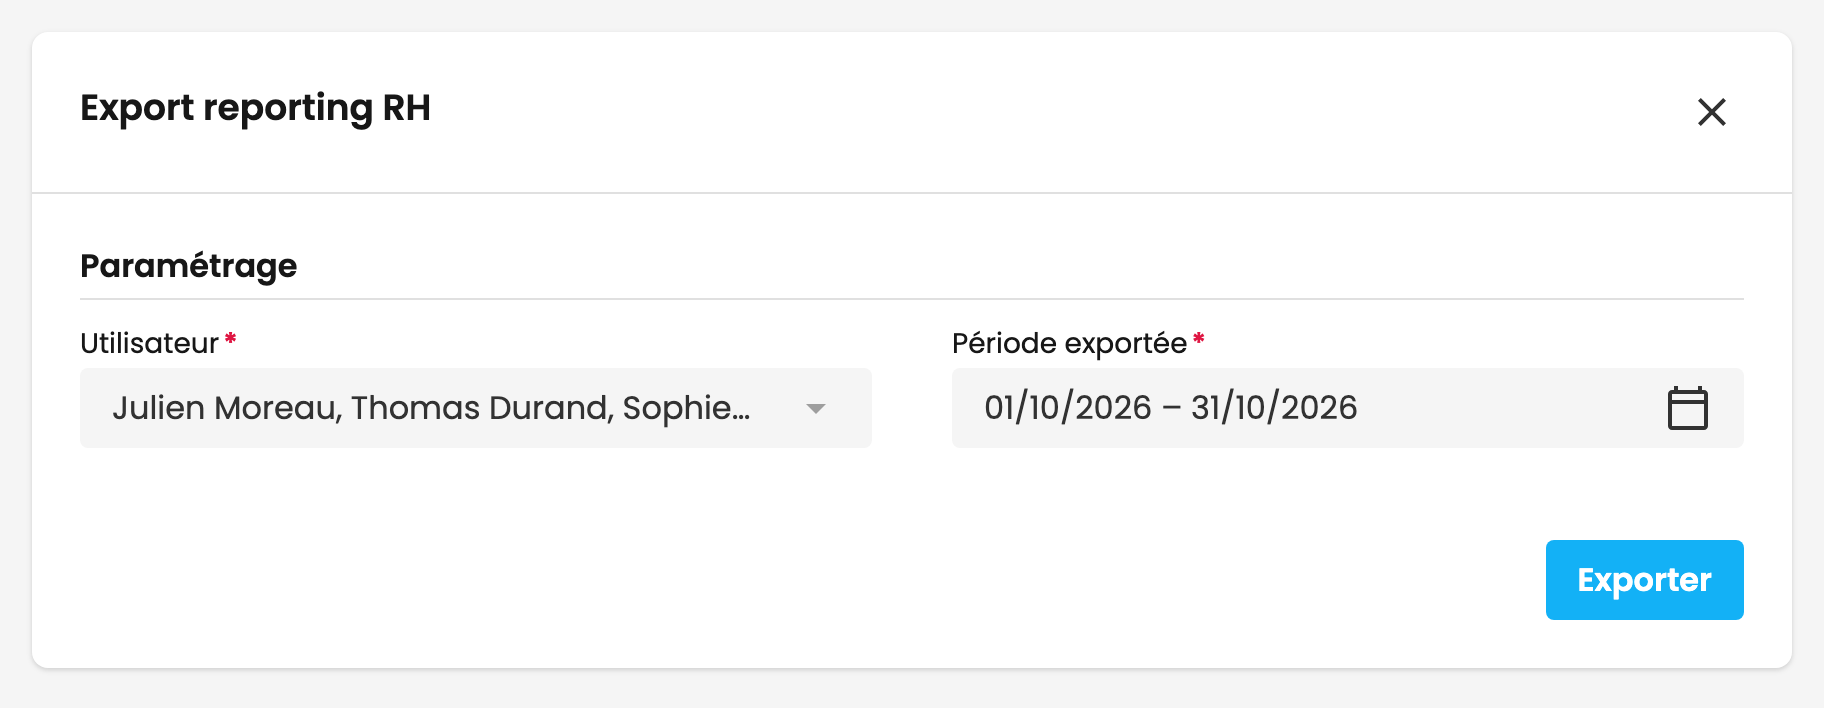 Export reporting RH
Paramétrage
Utilisateur *
Période exportée *
Julien Moreau, Thomas Durand, Sophie...
01/10/2026 – 31/10/2026
Exporter